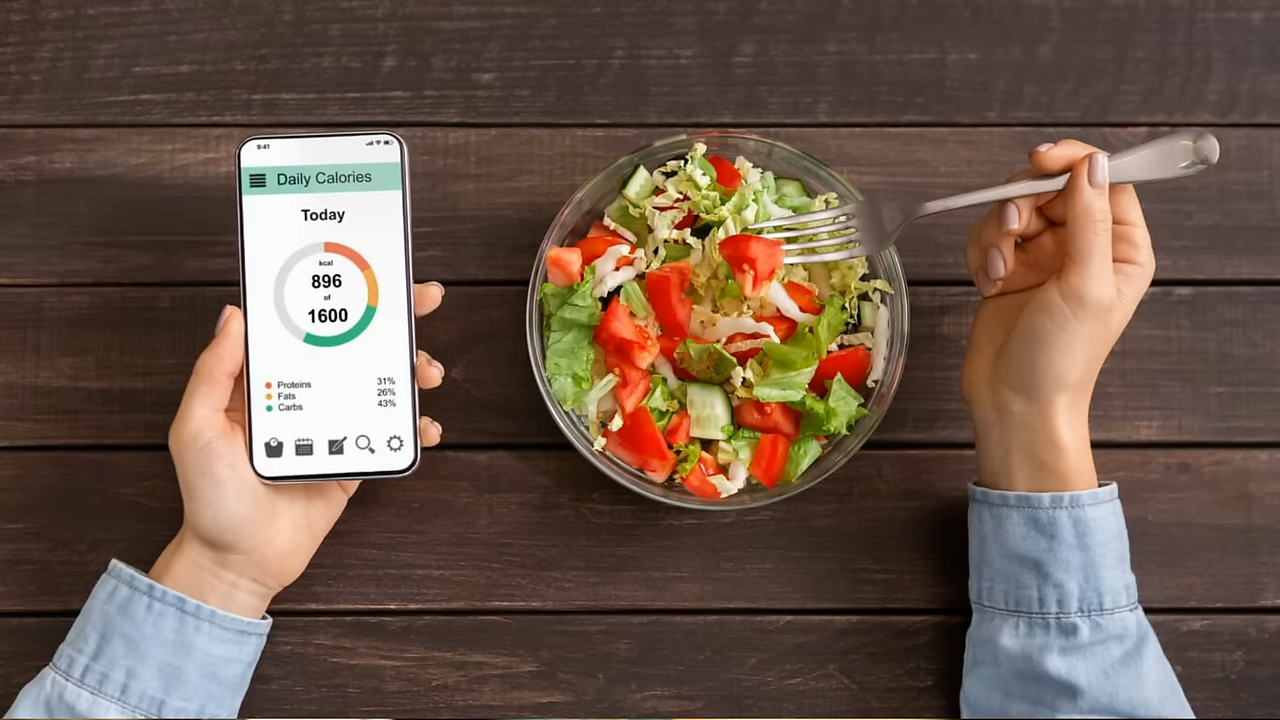 9:41
Daily Calories
Today
kcal
896
of
1600
Proteins 31%
Fats 26%
Carbs 43%